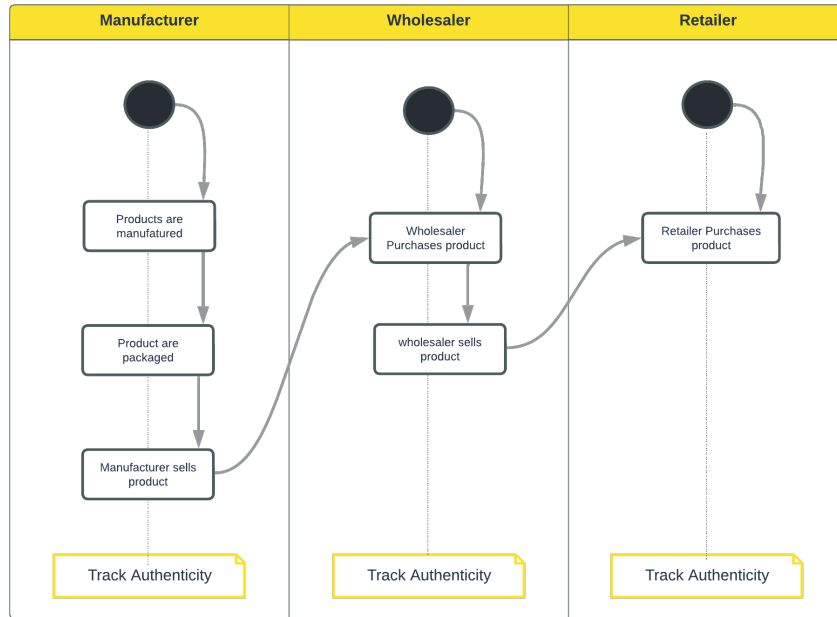 Manufacturer
Wholesaler
Retailer
Products are
manufatured
Product are
packaged
Manufacturer sells
product
Track Authenticity
Wholesaler
Purchases product
wholesaler sells
product
Track Authenticity
Retailer Purchases
product
Track Authenticity